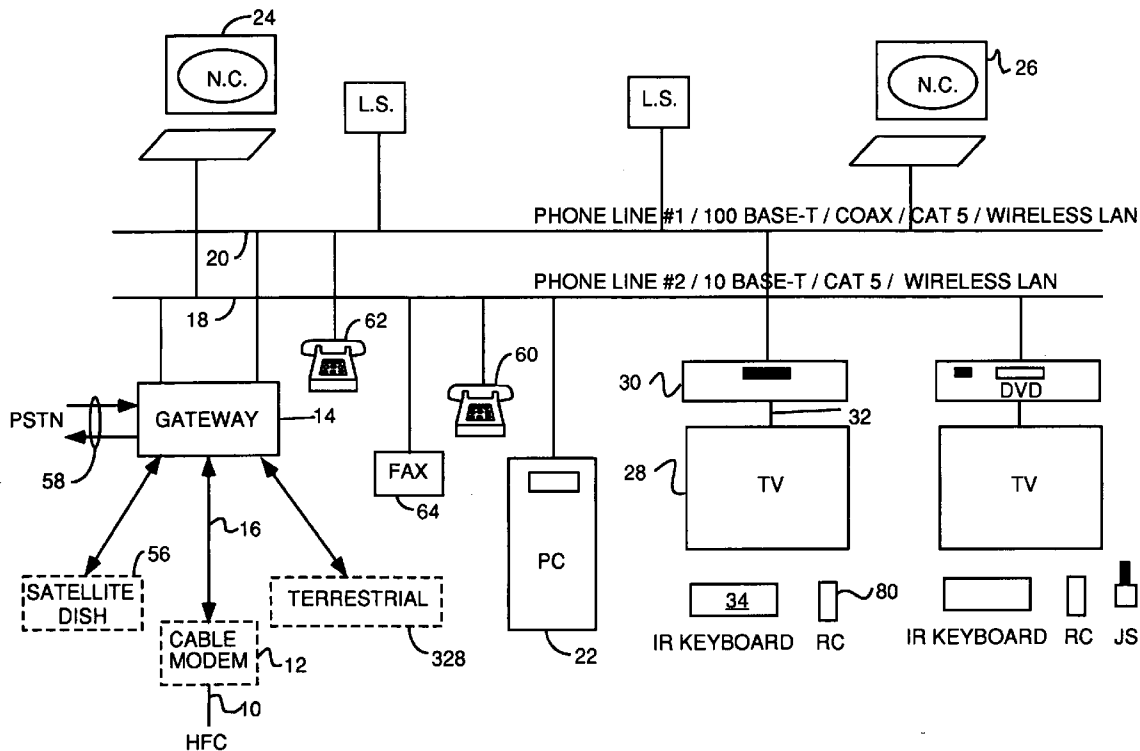 24
N.C.
L.S.
L.S.
N.C.
26
PHONE LINE #1 / 100 BASE-T / COAX / CAT 5 / WIRELESS LAN
20
PHONE LINE #2 / 10 BASE-T / CAT 5 / WIRELESS LAN
18
62
60
30
DVD
PSTN
GATEWAY
14
32
58
FAX
64
28
TV
TV
16
PC
56
SATELLITE
DISH
TERRESTRIAL
328
34
80
IR KEYBOARD
RC
IR KEYBOARD
RC
JS
CABLE
MODEM
12
22
10
HFC